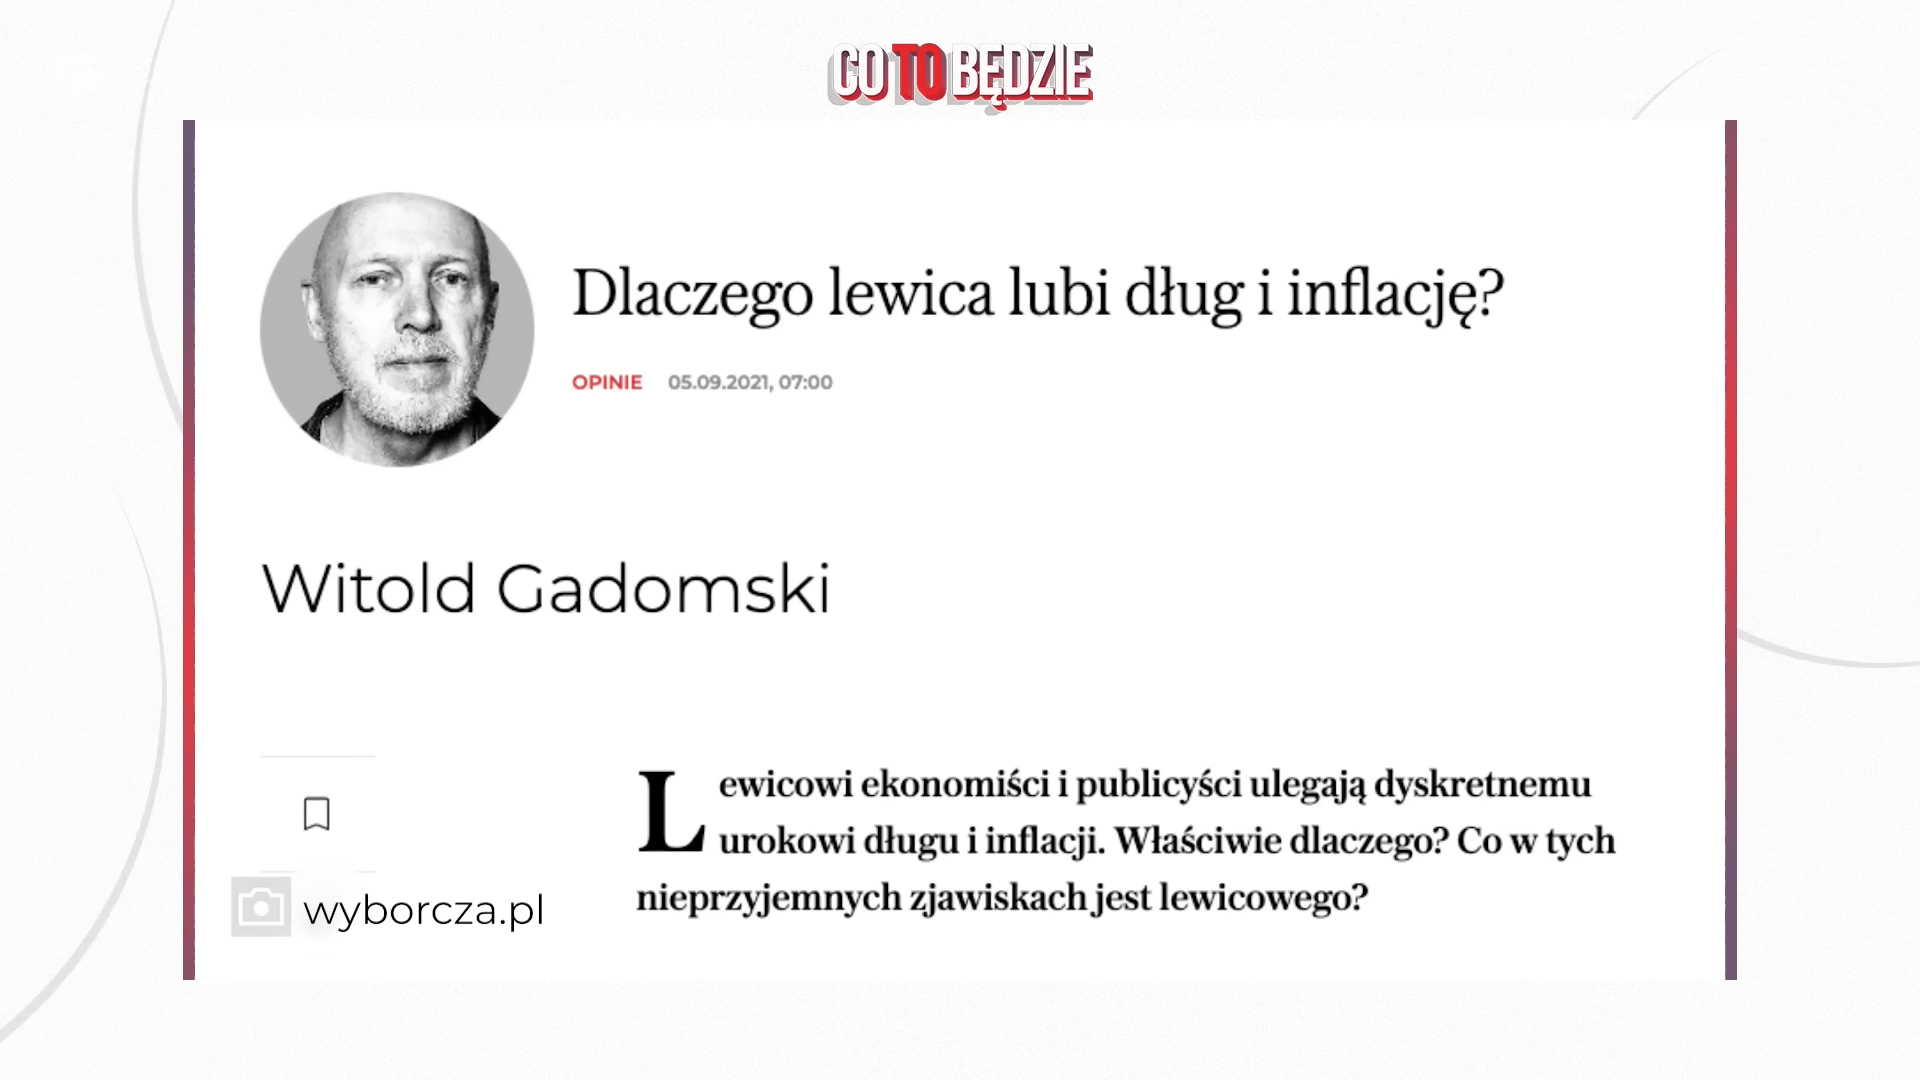 CO TO BĘDZIE
Dlaczego lewica lubi dług i inflację?
OPINIE 05.09.2021, 07:00
Witold Gadomski
Lewicowi ekonomiści i publicyści ulegają dyskretnemu
urokowi długu i inflacji. Właściwie dlaczego? Co w tych
nieprzyjemnych zjawiskach jest lewicowego?
wyborcza.pl